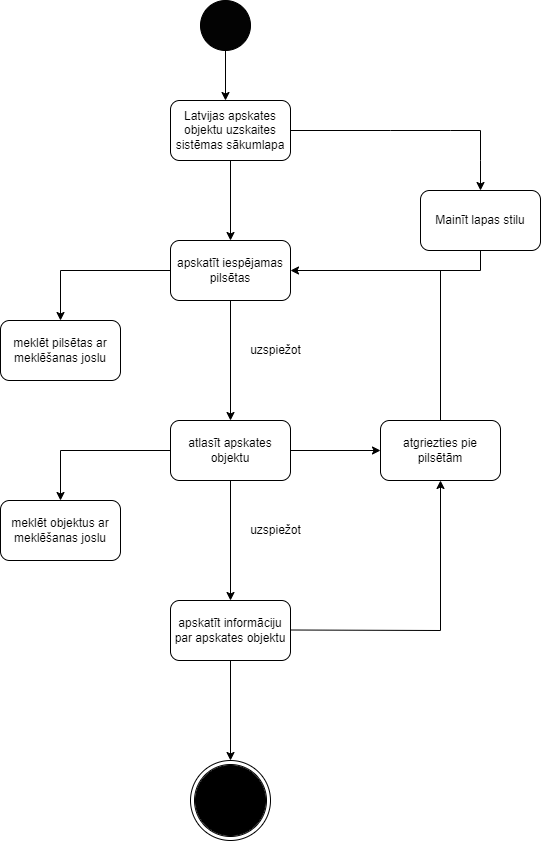 Latvijas apskates
objektu uzskaites
sistēmas sākumlapa
Mainīt lapas stilu
apskatīt iespējamas
pilsētas
meklēt pilsētas ar
meklēšanas joslu
uzspiežot
atlasīt apskates
objektu
atgriezties pie
pilsētām
meklēt objektus ar
meklēšanas joslu
uzspiežot
apskatīt informāciju
par apskates objektu